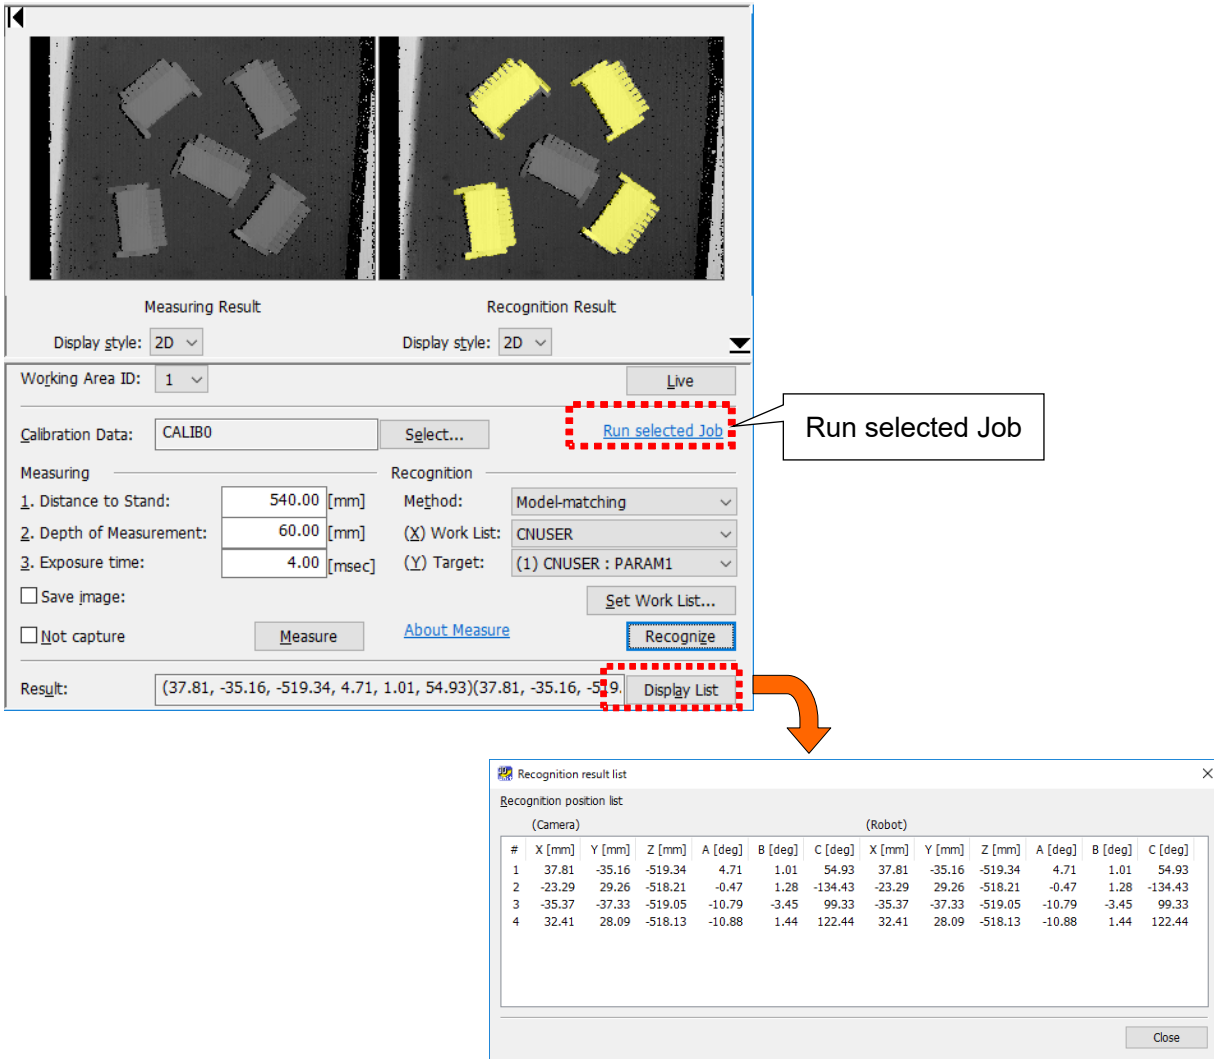 Measuring Result Recognition Result
Display style: 2D Display style: 2D
Working Area ID: 1 Live
Calibration Data: CALIB0 Select... Run selected Job
Run selected Job
Measuring Recognition
1. Distance to Stand: 540.00 [mm] Method: Model-matching
2. Depth of Measurement: 60.00 [mm] (X) Work List: CNUSER
3. Exposure time: 4.00 [msec] (Y) Target: (1) CNUSER : PARAM1
Save image: Set Work List...
Not capture Measure About Measure Recognize
Result: (37.81, -35.16, -519.34, 4.71, 1.01, 54.93)(37.81, -35.16, -519. Display List
Recognition result list
Recognition position list
(Camera) (Robot)
# X [mm] Y [mm] Z [mm] A [deg] B [deg] C [deg] X [mm] Y [mm] Z [mm] A [deg] B [deg] C [deg]
1 37.81 -35.16 -519.34 4.71 1.01 54.93 37.81 -35.16 -519.34 4.71 1.01 54.93
2 -23.29 29.26 -518.21 -0.47 1.28 -134.43 -23.29 29.26 -518.21 -0.47 1.28 -134.43
3 -35.37 -37.33 -519.05 -10.79 -3.45 99.33 -35.37 -37.33 -519.05 -10.79 -3.45 99.33
4 32.41 28.09 -518.13 -10.88 1.44 122.44 32.41 28.09 -518.13 -10.88 1.44 122.44
Close